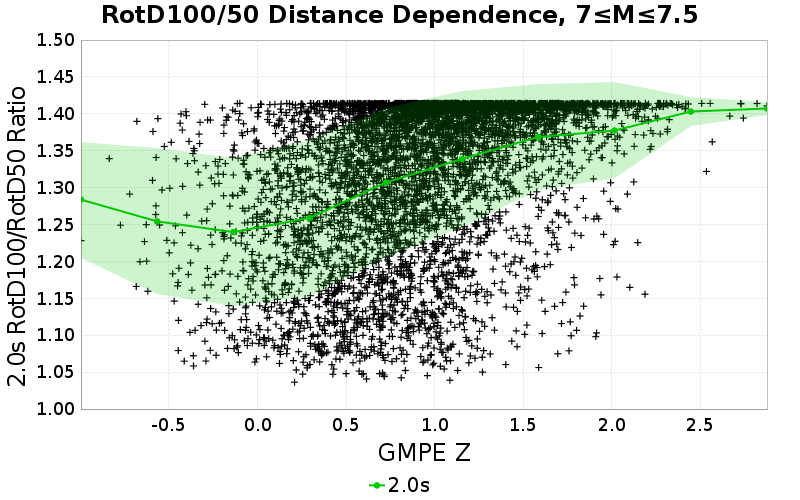 RotD100/50 Distance Dependence, 7≤M≤7.5
2.0s RotD100/RotD50 Ratio
1.50
1.45
1.40
1.35
1.30
1.25
1.20
1.15
1.10
1.05
1.00
-0.5 0.0 0.5 1.0 1.5 2.0 2.5
GMPE Z
2.0s